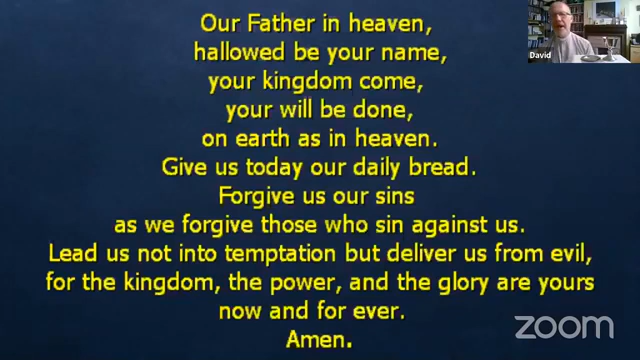 Our Father in heaven,
hallowed be your name,
your kingdom come,
your will be done,
on earth as in heaven.
Give us today our daily bread.
Forgive us our sins
as we forgive those who sin against us.
Lead us not into temptation but deliver us from evil,
for the kingdom, the power, and the glory are yours
now and for ever.
Amen.
David
zoom